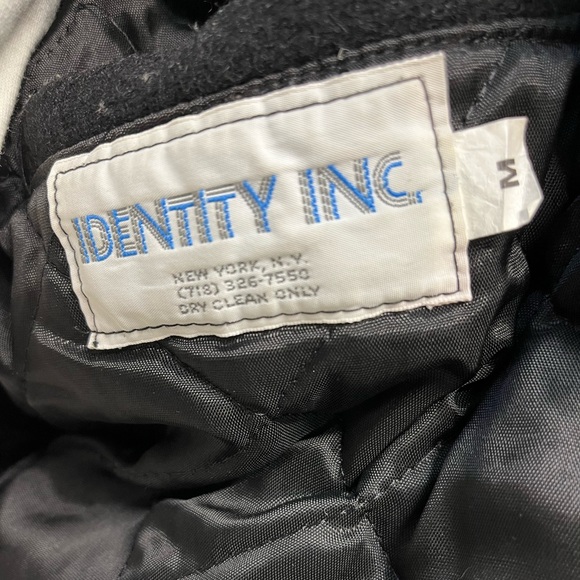 IDENTITY INC.
NEW YORK, N.Y.
(718) 326-7550
DRY CLEAN ONLY
M